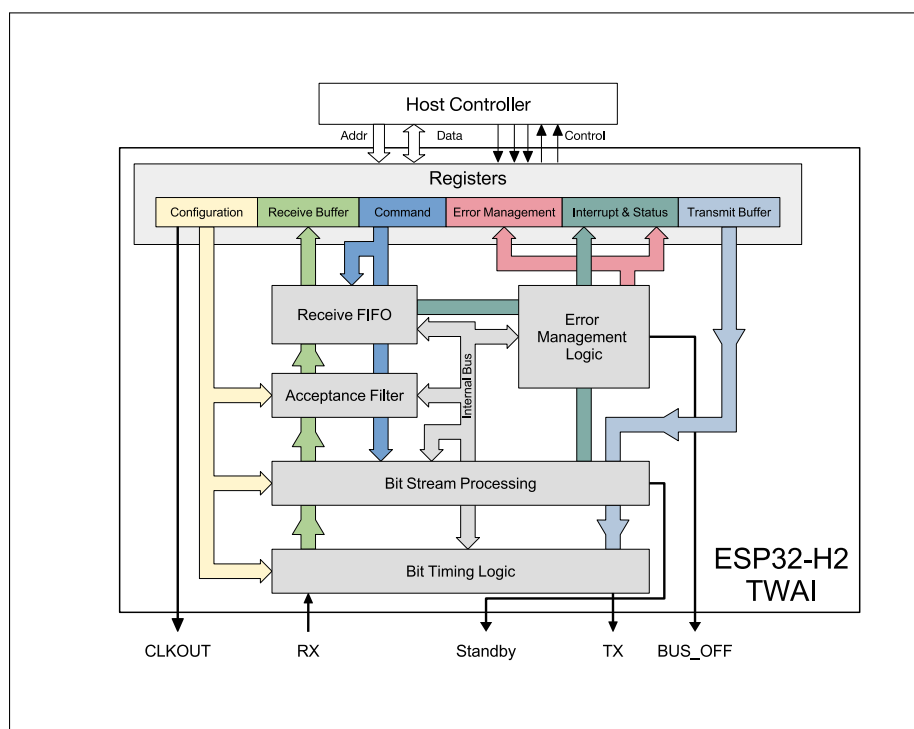 Host Controller
Addr
Data
Control
Registers
Configuration
Receive Buffer
Command
Error Management
Interrupt & Status
Transmit Buffer
Receive FIFO
Error
Management
Logic
Internal Bus
Acceptance Filter
Bit Stream Processing
Bit Timing Logic
ESP32-H2
TWAI
CLKOUT
RX
Standby
TX
BUS_OFF